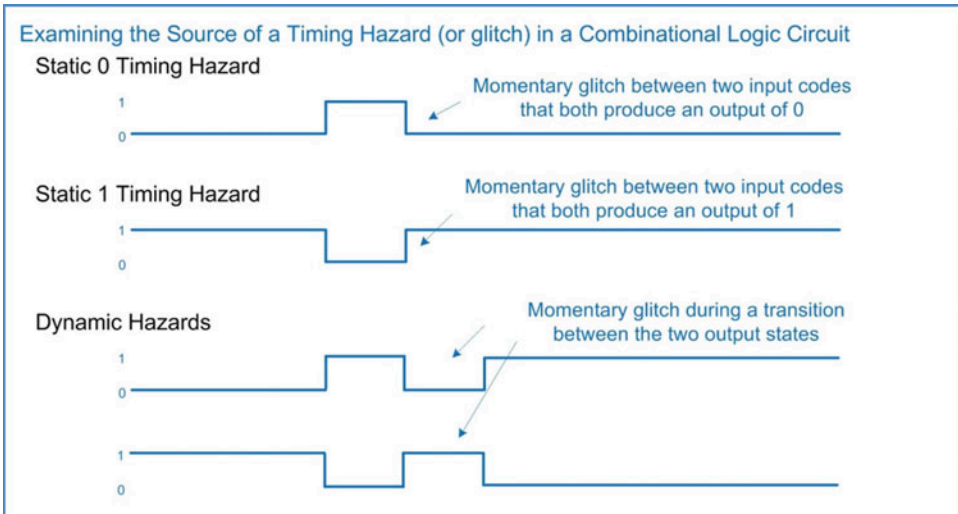 Examining the Source of a Timing Hazard (or glitch) in a Combinational Logic Circuit
Static 0 Timing Hazard
Momentary glitch between two input codes
that both produce an output of 0
1
0
Static 1 Timing Hazard
Momentary glitch between two input codes
that both produce an output of 1
1
0
Dynamic Hazards
Momentary glitch during a transition
between the two output states
1
0
1
0